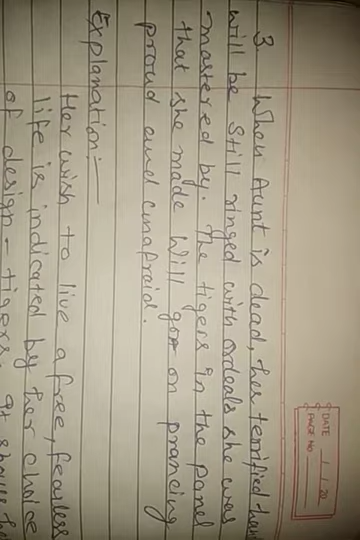 DATE / / 20
PAGE No
3. When Aunt is dead, her terrified
will be still ringed with ordeals she was
mastered by. The tigers in the panel
that she made will go on prancing
proud and unafraid.
Explanation:-
Her wish to live a free, fearless
life is indicated by her choice
of design - tigers. It shows